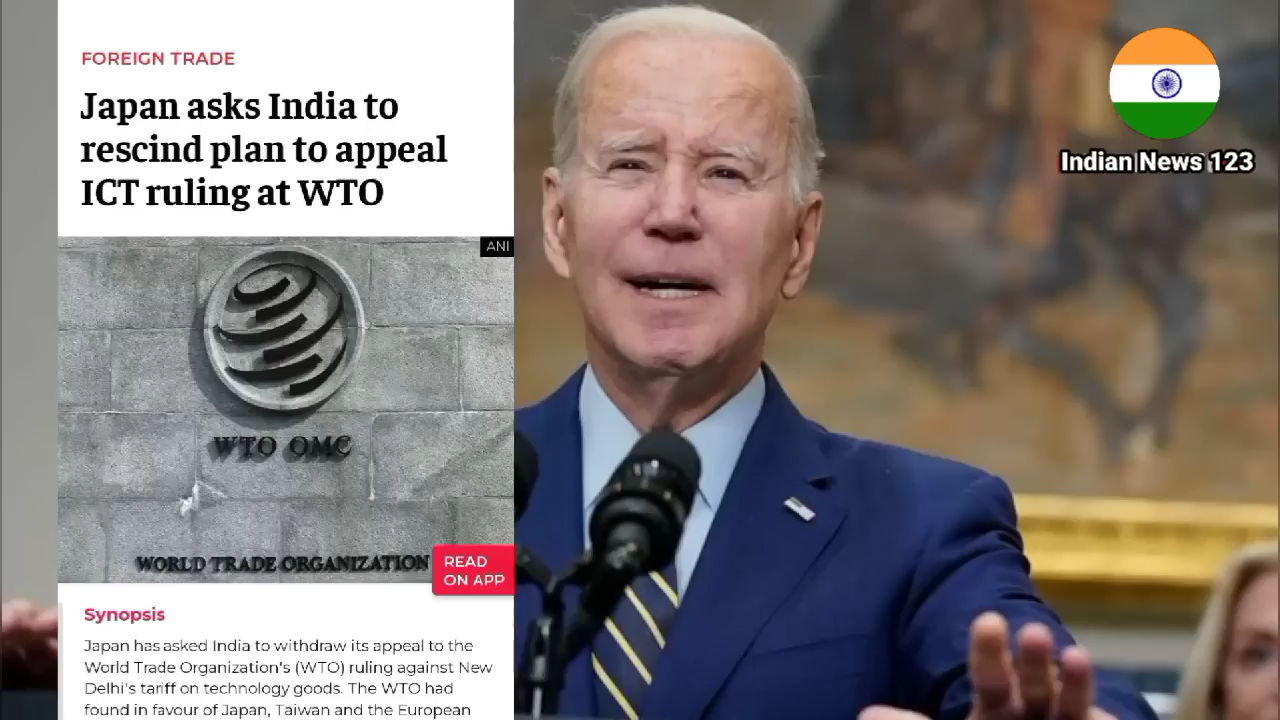 FOREIGN TRADE
Japan asks India to
rescind plan to appeal
ICT ruling at WTO
ANI
WTO OMC
WORLD TRADE ORGANIZATION
READ
ON APP
Synopsis
Japan has asked India to withdraw its appeal to the
World Trade Organization's (WTO) ruling against New
Delhi's tariff on technology goods. The WTO had
found in favour of Japan, Taiwan and the European
Indian News 123